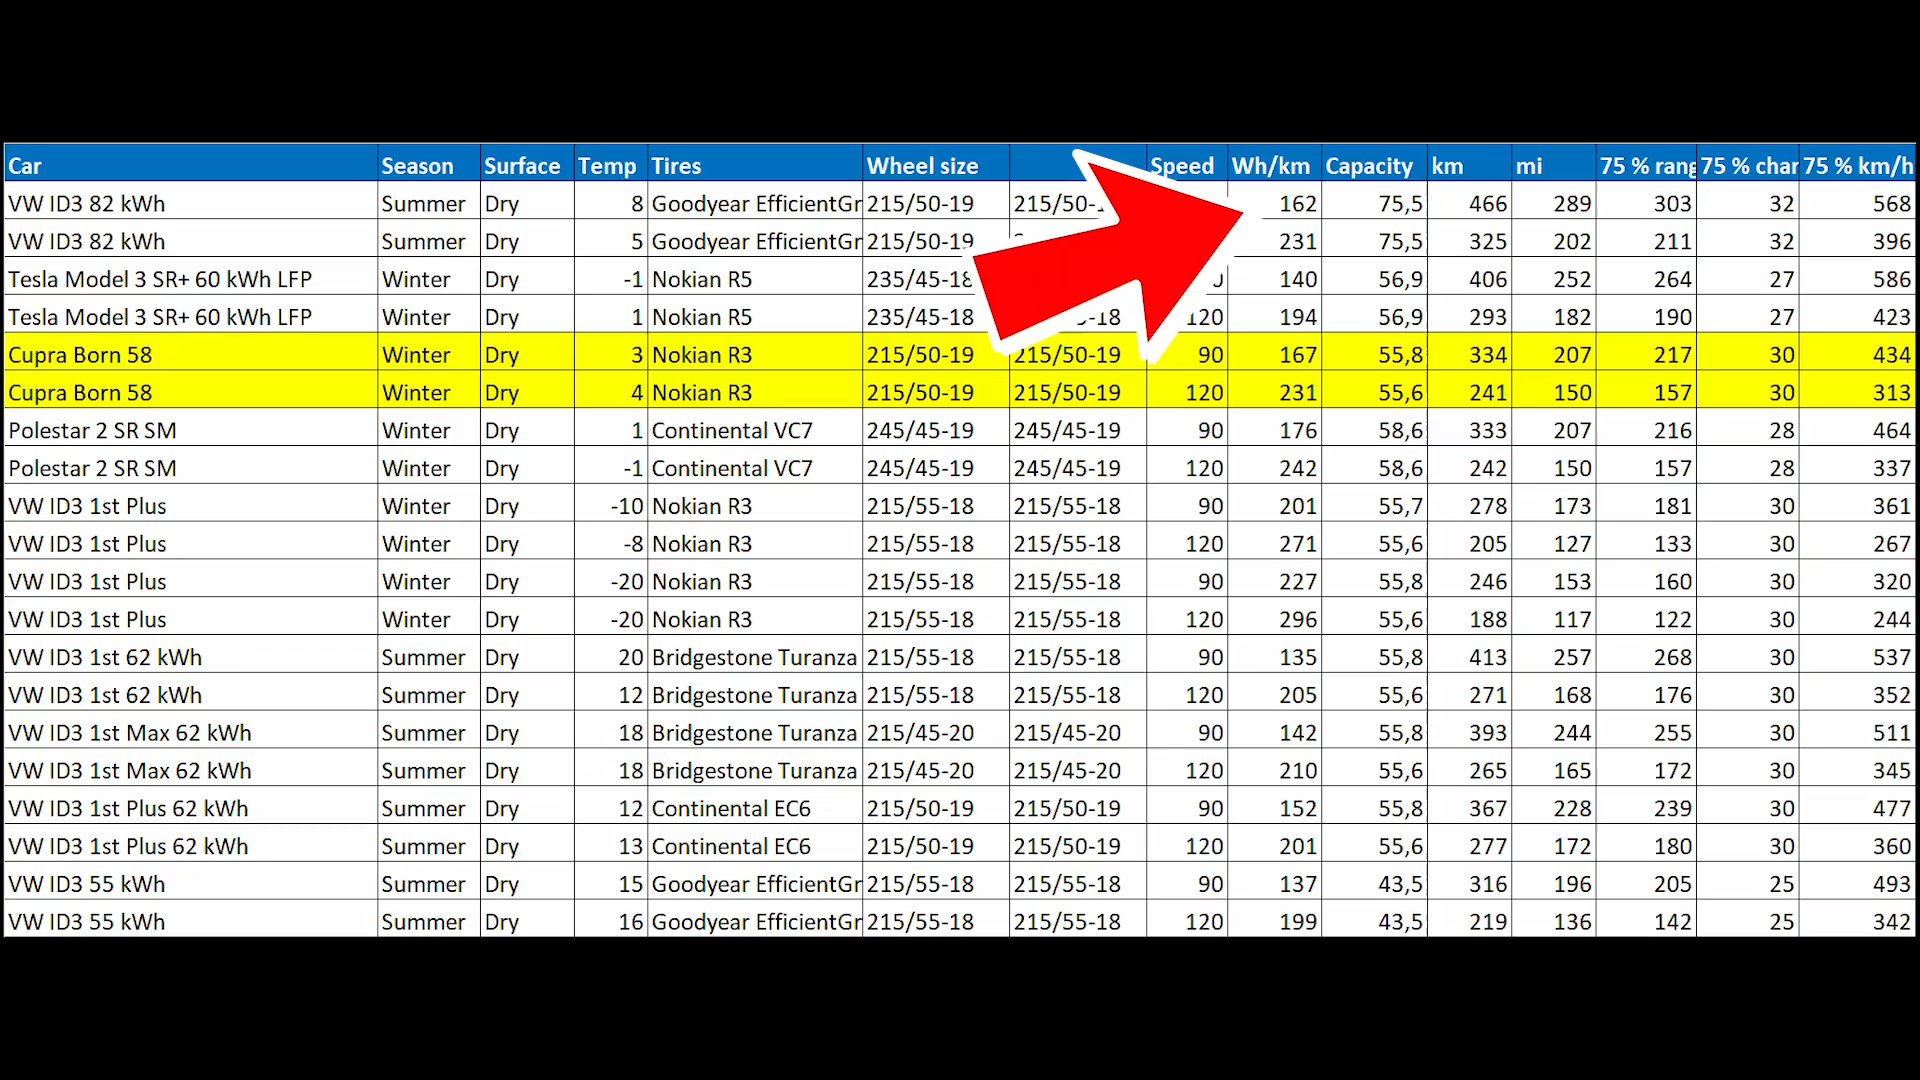 Car Season Surface Temp Tires Wheel size Speed Wh/km Capacity km mi 75 % rang 75 % char 75 % km/h
VW ID3 82 kWh Summer Dry 8 Goodyear EfficientGr 215/50-19 215/50- 162 75,5 466 289 303 32 568
VW ID3 82 kWh Summer Dry 5 Goodyear EfficientGr 215/50-19 231 75,5 325 202 211 32 396
Tesla Model 3 SR+ 60 kWh LFP Winter Dry -1 Nokian R5 235/45-18 140 56,9 406 252 264 27 586
Tesla Model 3 SR+ 60 kWh LFP Winter Dry 1 Nokian R5 235/45-18 -18 120 194 56,9 293 182 190 27 423
Cupra Born 58 Winter Dry 3 Nokian R3 215/50-19 215/50-19 90 167 55,8 334 207 217 30 434
Cupra Born 58 Winter Dry 4 Nokian R3 215/50-19 215/50-19 120 231 55,6 241 150 157 30 313
Polestar 2 SR SM Winter Dry 1 Continental VC7 245/45-19 245/45-19 90 176 58,6 333 207 216 28 464
Polestar 2 SR SM Winter Dry -1 Continental VC7 245/45-19 245/45-19 120 242 58,6 242 150 157 28 337
VW ID3 1st Plus Winter Dry -10 Nokian R3 215/55-18 215/55-18 90 201 55,7 278 173 181 30 361
VW ID3 1st Plus Winter Dry -8 Nokian R3 215/55-18 215/55-18 120 271 55,6 205 127 133 30 267
VW ID3 1st Plus Winter Dry -20 Nokian R3 215/55-18 215/55-18 90 227 55,8 246 153 160 30 320
VW ID3 1st Plus Winter Dry -20 Nokian R3 215/55-18 215/55-18 120 296 55,6 188 117 122 30 244
VW ID3 1st 62 kWh Summer Dry 20 Bridgestone Turanza 215/55-18 215/55-18 90 135 55,8 413 257 268 30 537
VW ID3 1st 62 kWh Summer Dry 12 Bridgestone Turanza 215/55-18 215/55-18 120 205 55,6 271 168 176 30 352
VW ID3 1st Max 62 kWh Summer Dry 18 Bridgestone Turanza 215/45-20 215/45-20 90 142 55,8 393 244 255 30 511
VW ID3 1st Max 62 kWh Summer Dry 18 Bridgestone Turanza 215/45-20 215/45-20 120 210 55,6 265 165 172 30 345
VW ID3 1st Plus 62 kWh Summer Dry 12 Continental EC6 215/50-19 215/50-19 90 152 55,8 367 228 239 30 477
VW ID3 1st Plus 62 kWh Summer Dry 13 Continental EC6 215/50-19 215/50-19 120 201 55,6 277 172 180 30 360
VW ID3 55 kWh Summer Dry 15 Goodyear EfficientGr 215/55-18 215/55-18 90 137 43,5 316 196 205 25 493
VW ID3 55 kWh Summer Dry 16 Goodyear EfficientGr 215/55-18 215/55-18 120 199 43,5 219 136 142 25 342